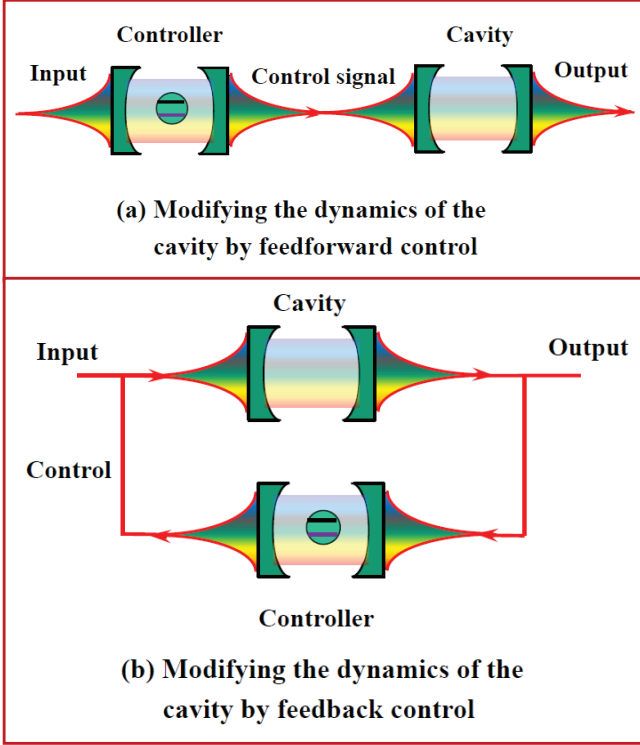 Controller
Cavity
Input
Control signal
Output
(a) Modifying the dynamics of the
cavity by feedforward control
Cavity
Input
Output
Control
Controller
(b) Modifying the dynamics of the
cavity by feedback control